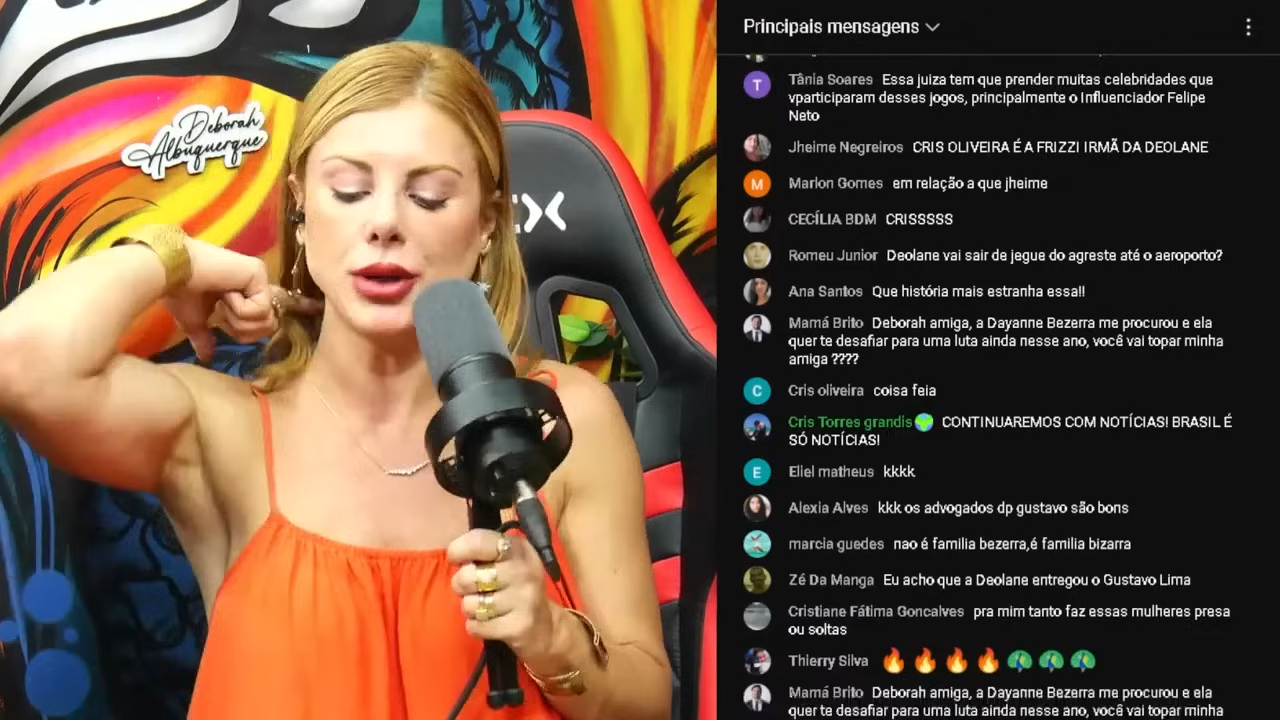 Deborah
Albuquerque
Principais mensagens
T
Tânia Soares Essa juiza tem que prender muitas celebridades que
vparticiparam desses jogos, principalmente o Influenciador Felipe
Neto
Jheime Negreiros CRIS OLIVEIRA É A FRIZZI IRMÃ DA DEOLANE
M
Marlon Gomes em relação a que jheime
CECÍLIA BDM CRISSSSS
Romeu Junior Deolane vai sair de jegue do agreste até o aeroporto?
Ana Santos Que história mais estranha essa!!
Mamá Brito Deborah amiga, a Dayanne Bezerra me procurou e ela
quer te desafiar para uma luta ainda nesse ano, você vai topar minha
amiga ????
C
Cris oliveira coisa feia
Cris Torres grandis CONTINUAREMOS COM NOTÍCIAS! BRASIL É
SÓ NOTÍCIAS!
E
Eliel matheus kkkk
Alexia Alves kkk os advogados dp gustavo são bons
marcia guedes nao é familia bezerra,é familia bizarra
Zé Da Manga Eu acho que a Deolane entregou o Gustavo Lima
Cristiane Fátima Goncalves pra mim tanto faz essas mulheres presa
ou soltas
Thierry Silva 🔥🔥🔥🔥🦚🦚🦚
Mamá Brito Deborah amiga, a Dayanne Bezerra me procurou e ela
quer te desafiar para uma luta ainda nesse ano, você vai topar minha